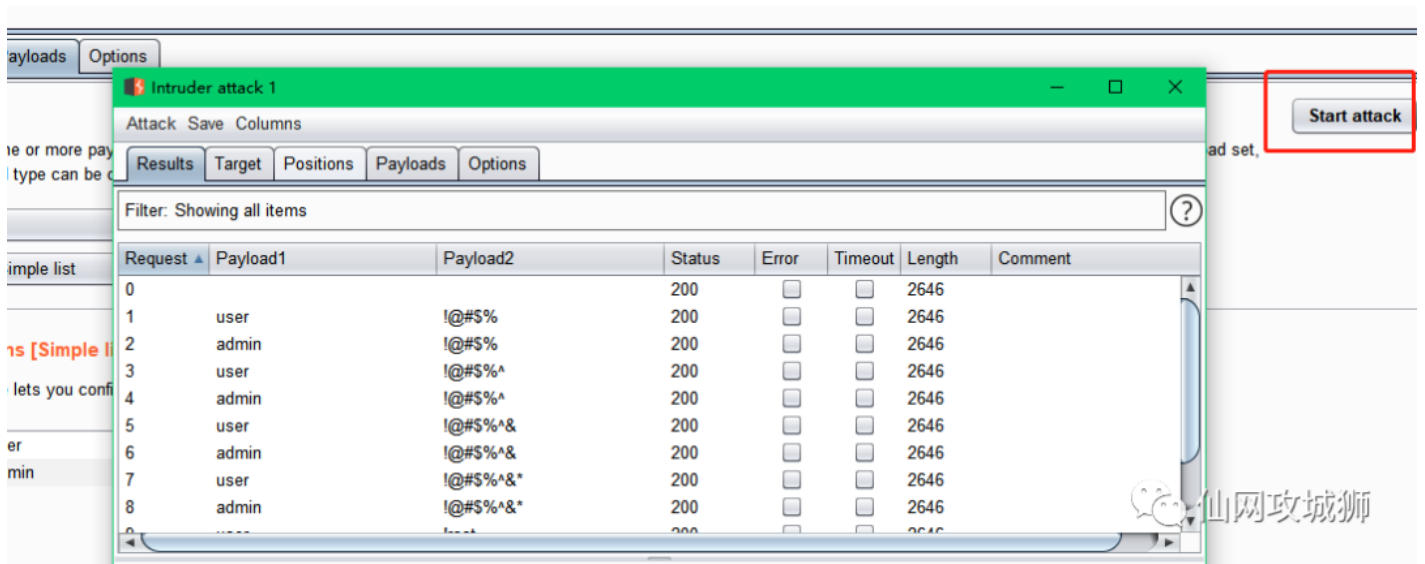 ayloads Options
Intruder attack 1
Start attack
Attack Save Columns
ne or more pay
ad set,
Results Target Positions Payloads Options
l type can be
Filter: Showing all items
?
Request Payload1 Payload2 Status Error Timeout Length Comment
imple list
0 200 2646
1 user !@#$% 200 2646
2 admin !@#$% 200 2646
ns [Simple li
3 user !@#$%^ 200 2646
lets you confi
4 admin !@#$%^ 200 2646
5 user !@#$%^& 200 2646
er
6 admin !@#$%^& 200 2646
min
7 user !@#$%^&* 200 2646
8 admin !@#$%^&* 200 2646
仙网攻城狮